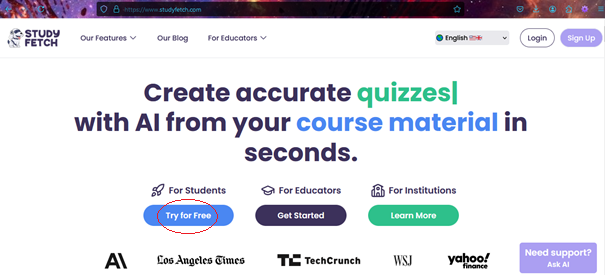 https://www.studyfetch.com
STUDY FETCH
Our Features
Our Blog
For Educators
English
Login
Sign Up
Create accurate quizzes|
with AI from your course material in
seconds.
For Students
For Educators
For Institutions
Try for Free
Get Started
Learn More
A\
Los Angeles Times
TC TechCrunch
WSJ
yahoo!
finance
Need support?
Ask AI